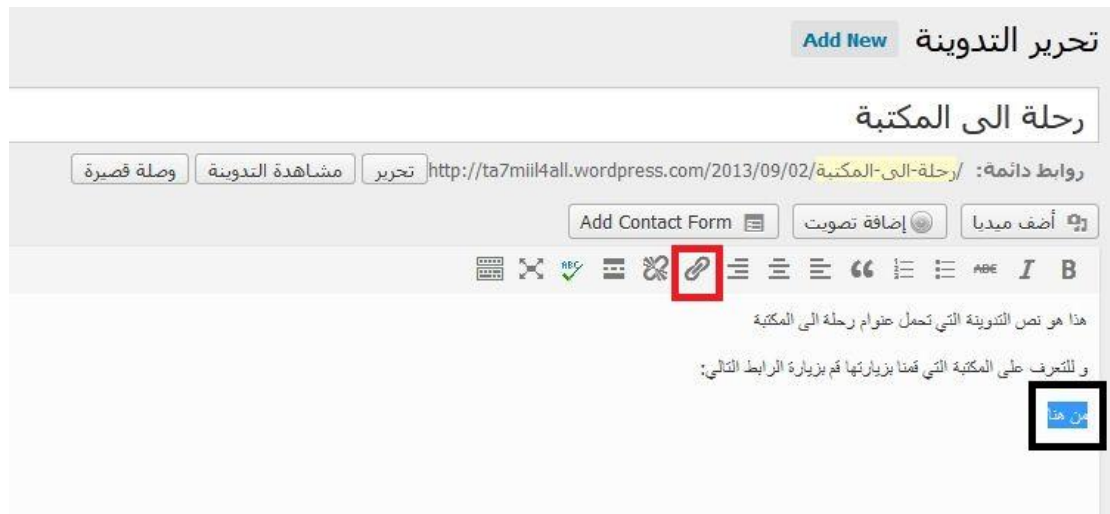 تحرير التدوينة Add New
رحلة الى المكتبة
روابط دائمة: http://ta7miil4all.wordpress.com/2013/09/02/رحلة-الى-المكتبة/ تحرير مشاهدة التدوينة وصلة قصيرة
أضف ميديا إضافة تصويت Add Contact Form
B I ABE ABC
هذا هو نص التدوينة التي تحمل عنوام رحلة الى المكتبة
و للتعرف على المكتبة التي قمنا بزيارتها قم بزيارة الرابط التالي:
من هنا